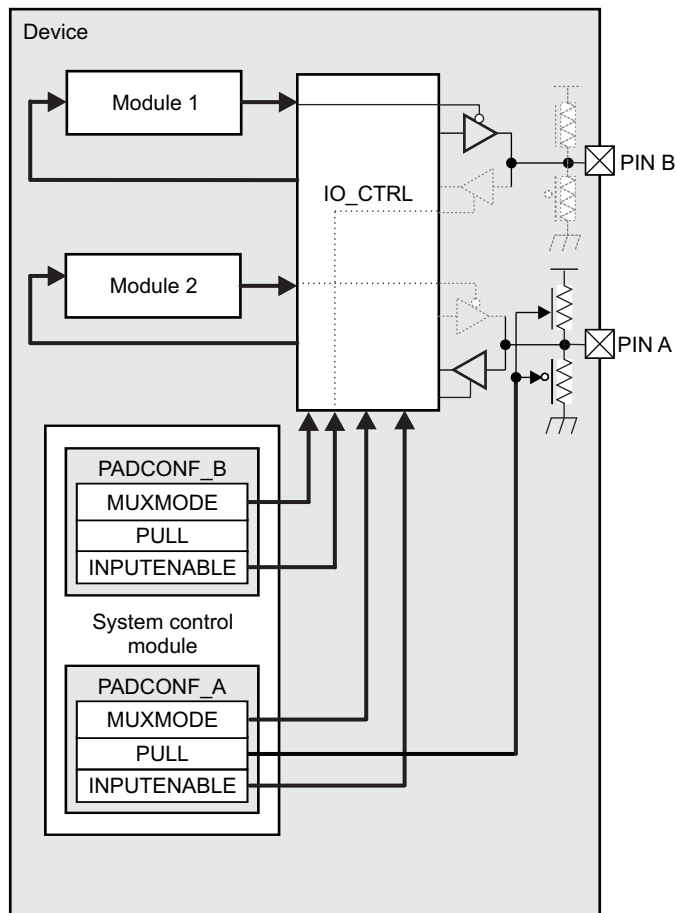 Device
Module 1
IO_CTRL
PIN B
Module 2
PIN A
PADCONF_B
MUXMODE
PULL
INPUTENABLE
System control
module
PADCONF_A
MUXMODE
PULL
INPUTENABLE